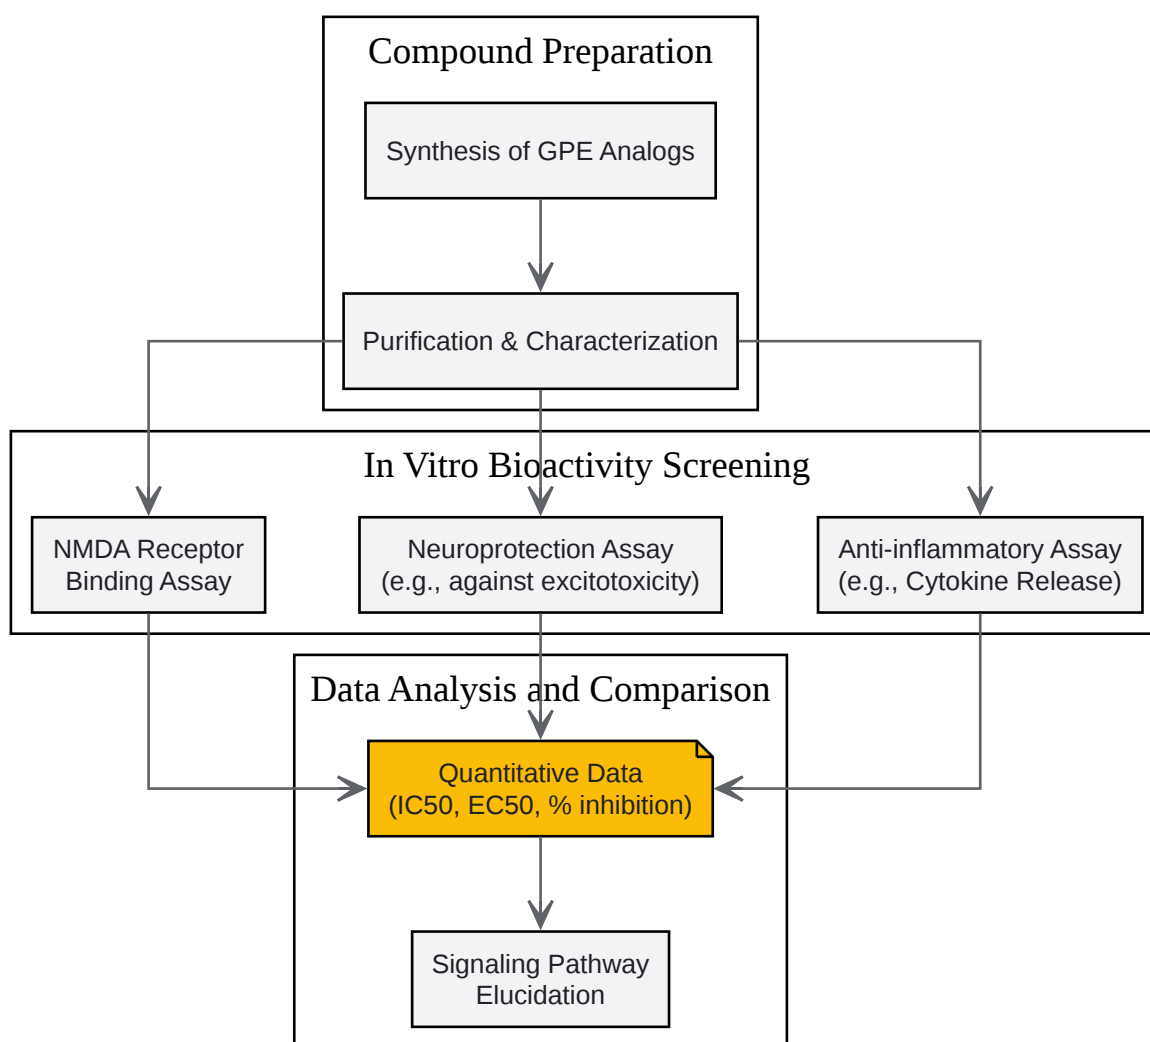 Compound Preparation
Synthesis of GPE Analogs
Purification & Characterization
In Vitro Bioactivity Screening
NMDA Receptor
Binding Assay
Neuroprotection Assay
(e.g., against excitotoxicity)
Anti-inflammatory Assay
(e.g., Cytokine Release)
Data Analysis and Comparison
Quantitative Data
(IC50, EC50, % inhibition)
Signaling Pathway
Elucidation